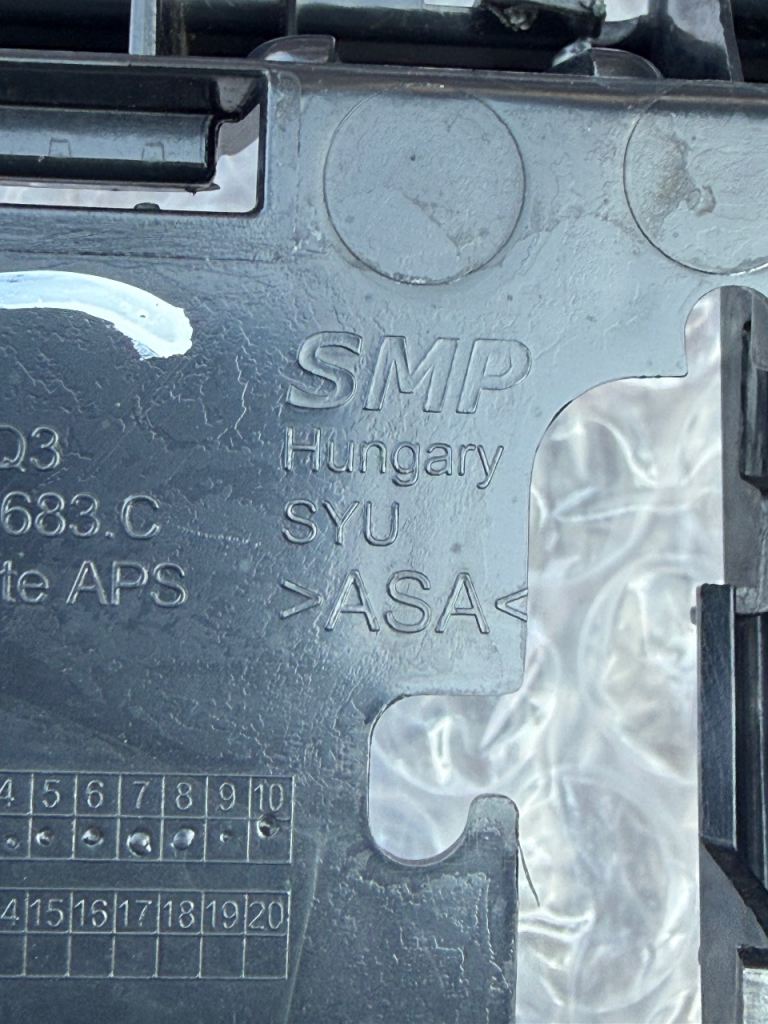 SMP
Q3
Hungary
683.C
SYU
te APS
>ASA<
4 5 6 7 8 9 10
4 15 16 17 18 19 20